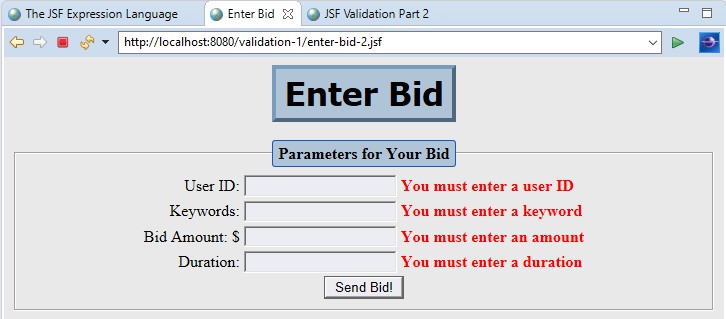 The JSF Expression Language Enter Bid JSF Validation Part 2
http://localhost:8080/validation-1/enter-bid-2.jsf
Enter Bid
Parameters for Your Bid
User ID: You must enter a user ID
Keywords: You must enter a keyword
Bid Amount: $ You must enter an amount
Duration: You must enter a duration
Send Bid!